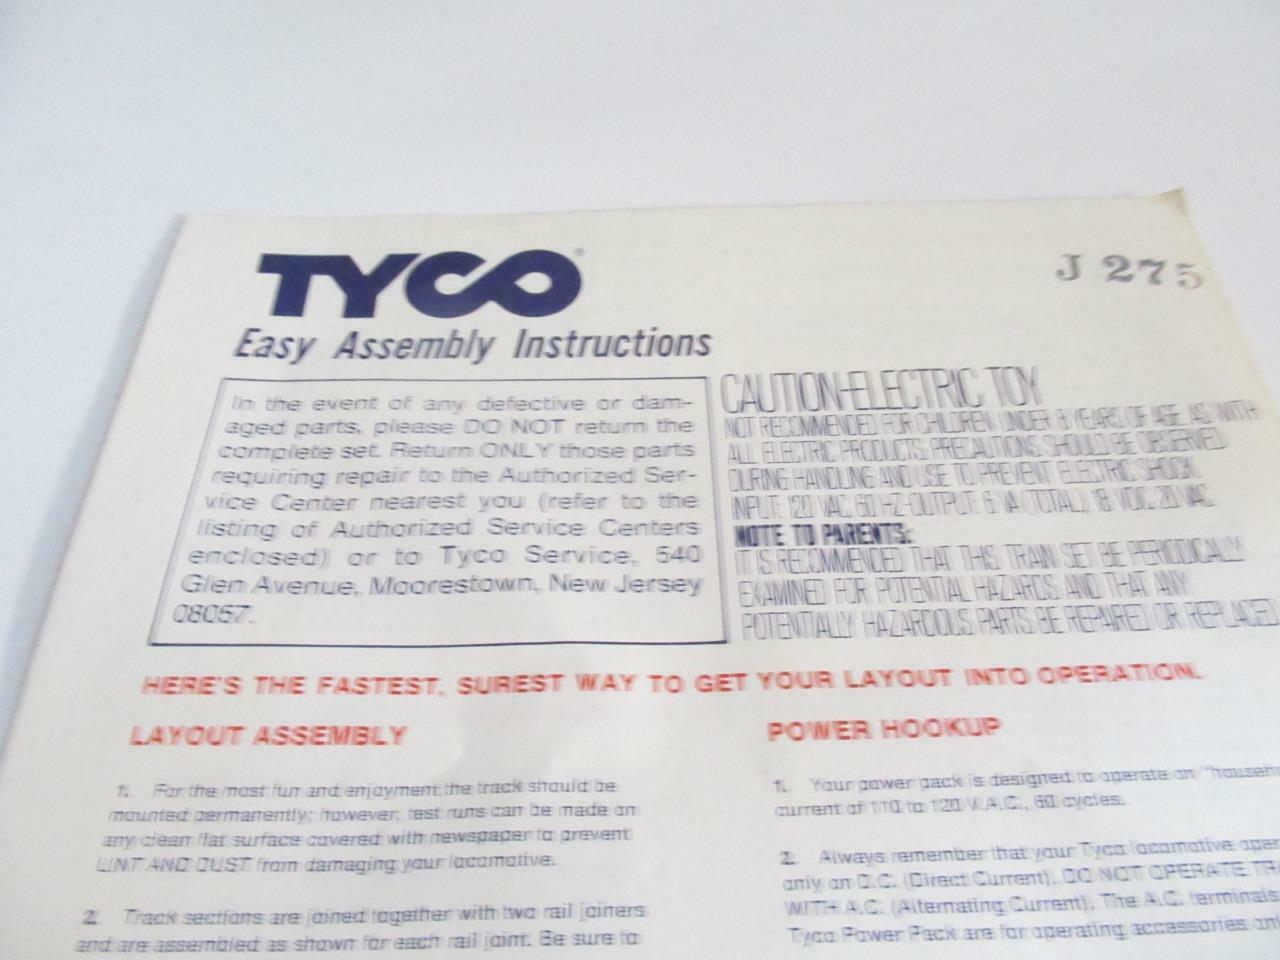 TYCO®
J 275
Easy Assembly Instructions
In the event of any defective or dam-
aged parts, please DO NOT return the
complete set. Return ONLY those parts
requiring repair to the Authorized Ser-
vice Center nearest you (refer to the
listing of Authorized Service Centers
enclosed) or to Tyco Service, 540
Glen Avenue, Moorestown, New Jersey
08057.
CAUTION-ELECTRIC TOY
NOT RECOMMENDED FOR CHILDREN UNDER 8 YEARS OF AGE. AS WITH
ALL ELECTRIC PRODUCTS, PRECAUTIONS SHOULD BE OBSERVED
DURING HANDLING AND USE TO PREVENT ELECTRIC SHOCK.
INPUT: 120 VAC, 60 HZ-OUTPUT: 6 VA (TOTAL), 18 VDC, 20 VAC
NOTE TO PARENTS:
IT IS RECOMMENDED THAT THIS TRAIN SET BE PERIODICALLY
EXAMINED FOR POTENTIAL HAZARDS AND THAT ANY
POTENTIALLY HAZARDOUS PARTS BE REPAIRED OR REPLACED.
HERE'S THE FASTEST, SUREST WAY TO GET YOUR LAYOUT INTO OPERATION.
LAYOUT ASSEMBLY
1. For the most fun and enjoyment the track should be
mounted permanently; however, test runs can be made on
any clean flat surface covered with newspaper to prevent
LINT AND DUST from damaging your locomotive.
2. Track sections are joined together with two rail joiners
and are assembled as shown for each rail joint. Be sure to
POWER HOOKUP
1. Your power pack is designed to operate on "househ
current of 110 to 120 V.A.C., 60 cycles.
2. Always remember that your Tyco locomotive oper
only on D.C. (Direct Current). DO NOT OPERATE TR
WITH A.C. (Alternating Current). The A.C. terminals
Tyco Power Pack are for operating accessories on